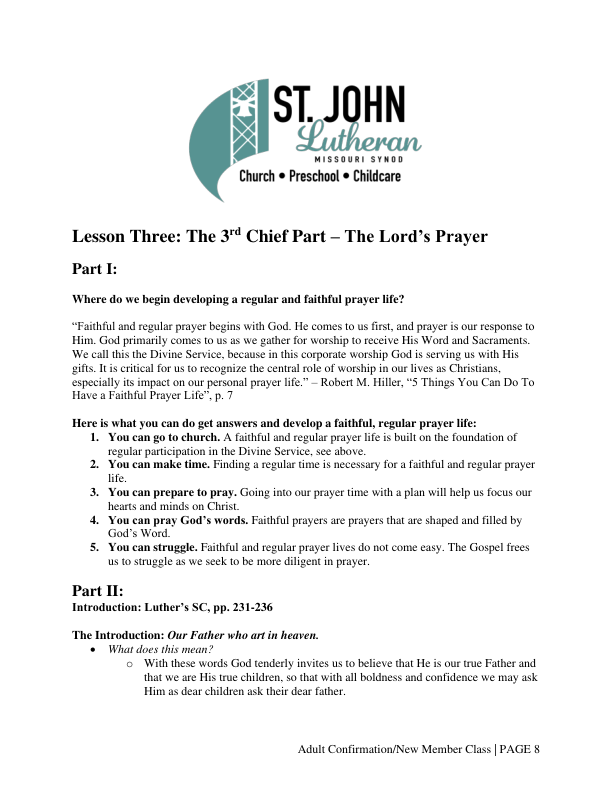 ST. JOHN
Lutheran
MISSOURI SYNOD
Church • Preschool • Childcare
Lesson Three: The 3rd Chief Part – The Lord's Prayer
Part I:
Where do we begin developing a regular and faithful prayer life?
“Faithful and regular prayer begins with God. He comes to us first, and prayer is our response to
Him. God primarily comes to us as we gather for worship to receive His Word and Sacraments.
We call this the Divine Service, because in this corporate worship God is serving us with His
gifts. It is critical for us to recognize the central role of worship in our lives as Christians,
especially its impact on our personal prayer life.” – Robert M. Hiller, “5 Things You Can Do To
Have a Faithful Prayer Life”, p. 7
Here is what you can do get answers and develop a faithful, regular prayer life:
1. You can go to church. A faithful and regular prayer life is built on the foundation of
regular participation in the Divine Service, see above.
2. You can make time. Finding a regular time is necessary for a faithful and regular prayer
life.
3. You can prepare to pray. Going into our prayer time with a plan will help us focus our
hearts and minds on Christ.
4. You can pray God's words. Faithful prayers are prayers that are shaped and filled by
God's Word.
5. You can struggle. Faithful and regular prayer lives do not come easy. The Gospel frees
us to struggle as we seek to be more diligent in prayer.
Part II:
Introduction: Luther's SC, pp. 231-236
The Introduction: Our Father who art in heaven.
• What does this mean?
o With these words God tenderly invites us to believe that He is our true Father and
that we are His true children, so that with all boldness and confidence we may ask
Him as dear children ask their dear father.
Adult Confirmation/New Member Class | PAGE 8